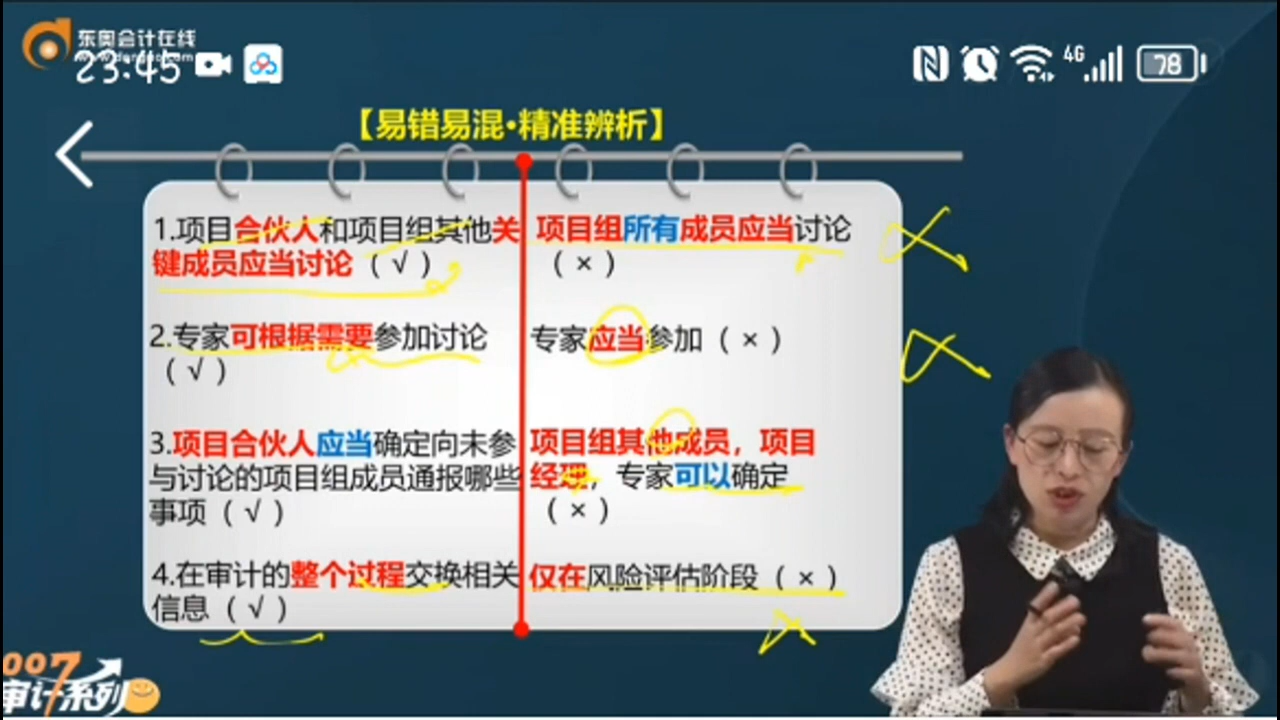 东奥会计在线
23:45
4G
78
【易错易混•精准辨析】
1.项目合伙人和项目组其他关
键成员应当讨论（√）
项目组所有成员应当讨论
（×）
2.专家可根据需要参加讨论
（√）
专家应当参加（×）
3.项目合伙人应当确定向未参
与讨论的项目组成员通报哪些
事项（√）
项目组其他成员，项目
经理，专家可以确定
（×）
4.在审计的整个过程交换相关
信息（√）
仅在风险评估阶段（×）
007
审计系列